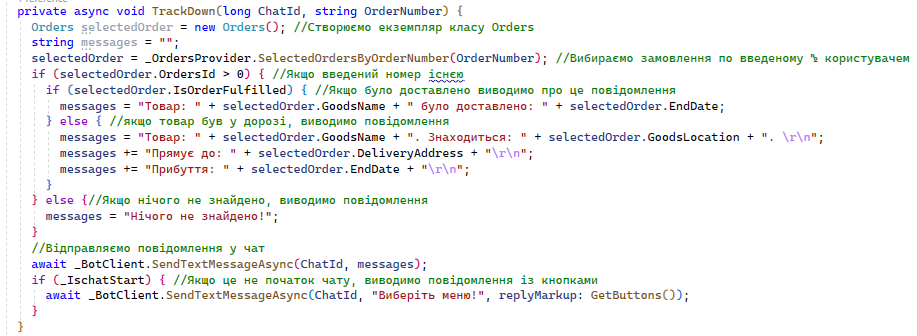 private async void TrackDown(long ChatId, string OrderNumber) {
Orders selectedOrder = new Orders(); //Створюємо екземпляр класу Orders
string messages = "";
selectedOrder = _OrdersProvider.SelectedOrdersByOrderNumber(OrderNumber); //Вибираємо замовлення по введеному № користувачем
if (selectedOrder.OrdersId > 0) { //Якщо введений номер існєю
if (selectedOrder.IsOrderFulfilled) { //Якщо було доставлено виводимо про це повідомлення
messages = "Товар: " + selectedOrder.GoodsName + " було доставлено: " + selectedOrder.EndDate;
} else { //якщо товар був у дорозі, виводимо повідомлення
messages = "Товар: " + selectedOrder.GoodsName + ". Знаходиться: " + selectedOrder.GoodsLocation + ". \r\n";
messages += "Прямує до: " + selectedOrder.DeliveryAddress + "\r\n";
messages += "Прибуття: " + selectedOrder.EndDate + "\r\n";
}
} else {//Якщо нічого не знайдено, виводимо повідомлення
messages = "Нічого не знайдено!";
}
//Відправляємо повідомлення у чат
await _BotClient.SendTextMessageAsync(ChatId, messages);
if (_IschatStart) { //Якщо це не початок чату, виводимо повідомлення із кнопками
await _BotClient.SendTextMessageAsync(ChatId, "Виберіть меню!", replyMarkup: GetButtons());
}
}